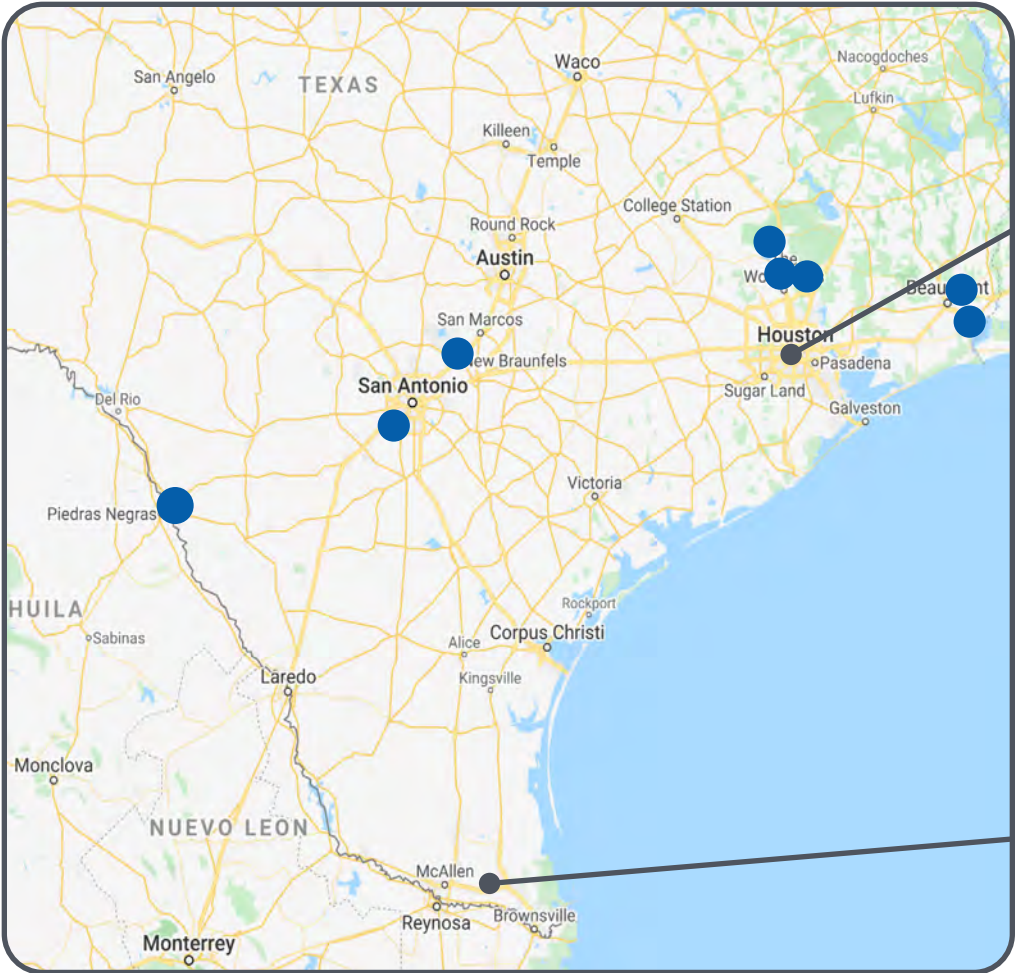 Waco
Nacogdoches
San Angelo
TEXAS
Lufkin
Killeen
Temple
College Station
Round Rock
Austin
Beaumont
San Marcos
Houston
New Braunfels
Pasadena
San Antonio
Sugar Land
Del Rio
Galveston
Victoria
Piedras Negras
HUILA
Rockport
Corpus Christi
Sabinas
Alice
Laredo
Kingsville
Monclova
NUEVO LEON
McAllen
Brownsville
Reynosa
Monterrey